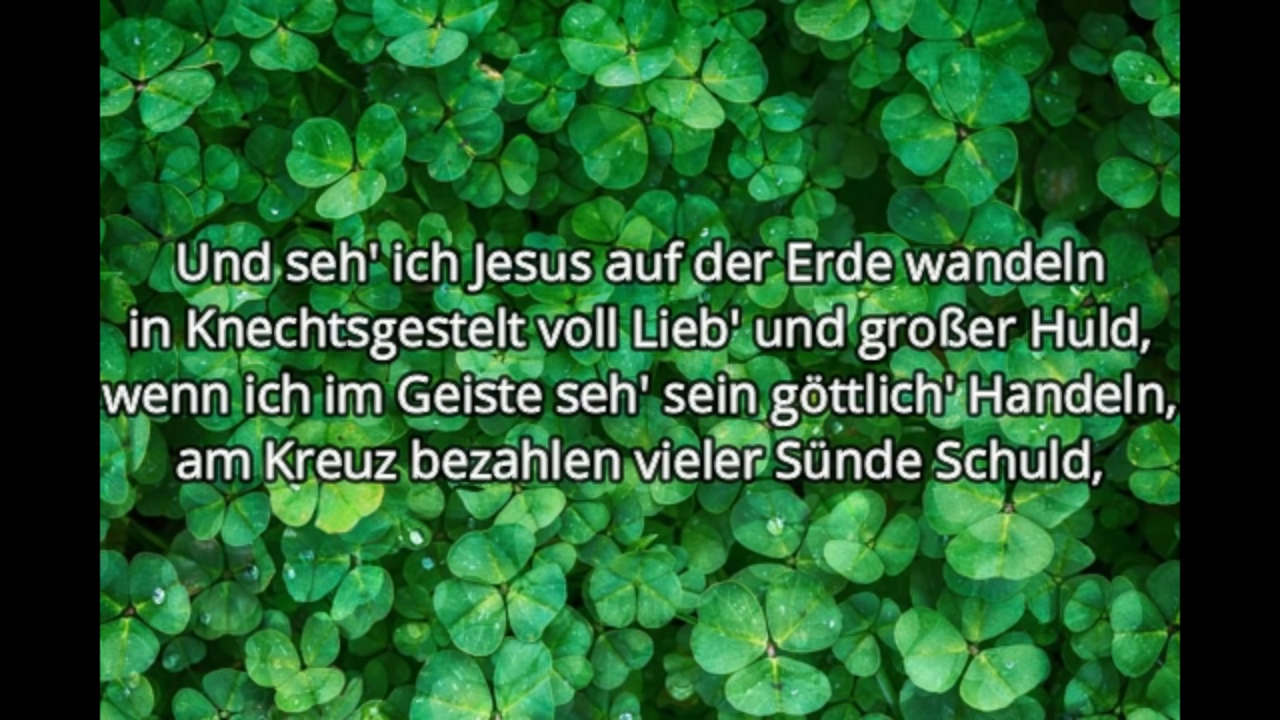 Und seh' ich Jesus auf der Erde wandeln
in Knechtsgestelt voll Lieb' und großer Huld,
wenn ich im Geiste seh' sein göttlich' Handeln,
am Kreuz bezahlen vieler Sünde Schuld,